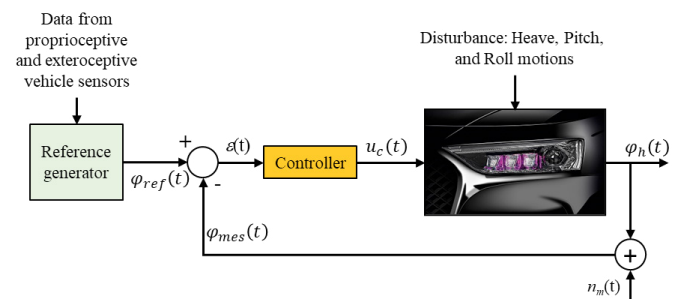 Data from
proprioceptive
and exteroceptive
vehicle sensors
Disturbance: Heave, Pitch,
and Roll motions
Reference
generator
+
-
φ_ref(t)
ε(t)
Controller
u_c(t)
φ_h(t)
φ_mes(t)
+
n_m(t)